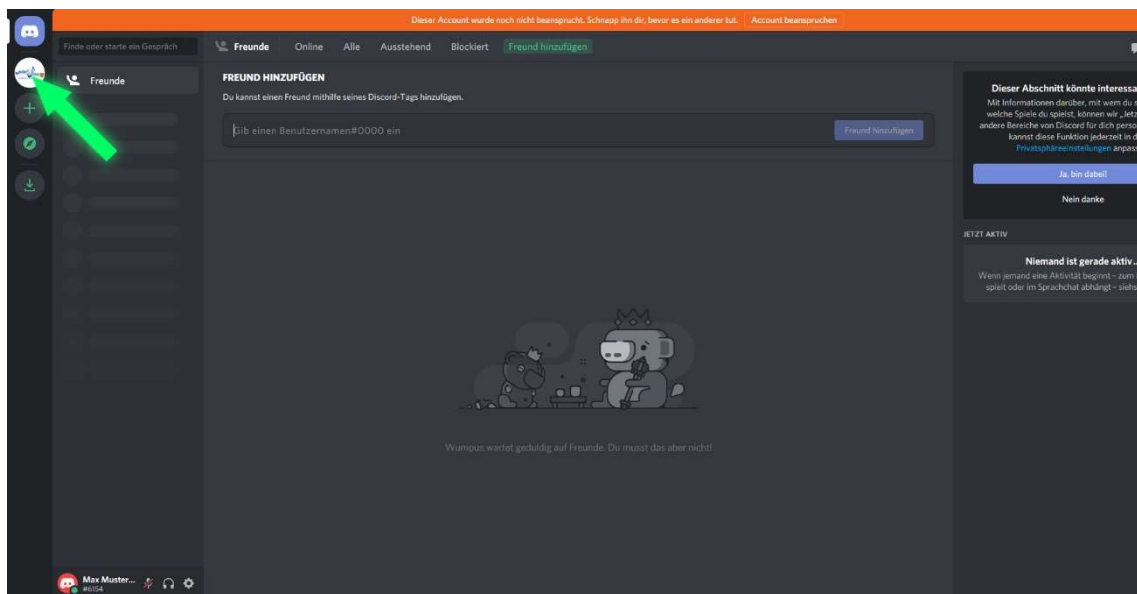 Dieser Account wurde noch nicht beansprucht. Schnapp ihn dir, bevor es ein anderer tut. Account beanspruchen
Finde oder starte ein Gespräch
Freunde Online Alle Ausstehend Blockiert Freund hinzufügen
Freunde
FREUND HINZUFÜGEN
Du kannst einen Freund mithilfe seines Discord-Tags hinzufügen.
Gib einen Benutzernamen#0000 ein
Freund hinzufügen
Dieser Abschnitt könnte interessa
Mit Informationen darüber, mit wem du s
welche Spiele du spielst, können wir „Jetz
andere Bereiche von Discord für dich perso
kannst diese Funktion jederzeit in d
Privatsphäreeinstellungen anpass
Ja, bin dabei!
Nein danke
JETZT AKTIV
Niemand ist gerade aktiv...
Wenn jemand eine Aktivität beginnt – zum
spielt oder im Sprachchat abhängt – siehs
Wumpus wartet geduldig auf Freunde. Du musst das aber nicht!
Max Muster...
#6154